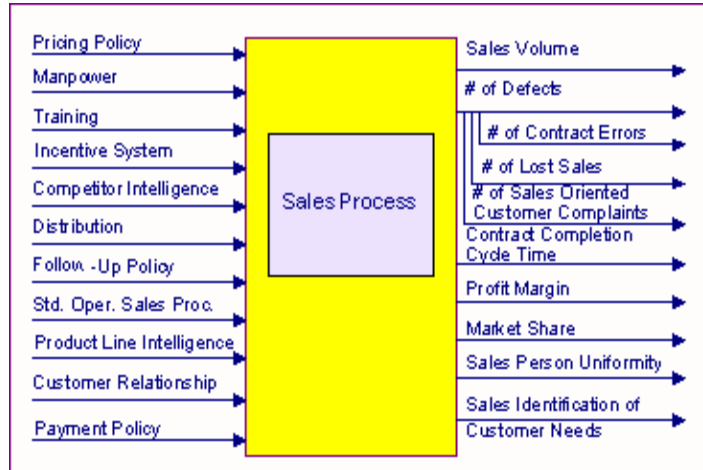 Pricing Policy
Manpower
Training
Incentive System
Competitor Intelligence
Distribution
Follow -Up Policy
Std. Oper. Sales Proc.
Product Line Intelligence
Customer Relationship
Payment Policy
Sales Process
Sales Volume
# of Defects
# of Contract Errors
# of Lost Sales
# of Sales Oriented
Customer Complaints
Contract Completion
Cycle Time
Profit Margin
Market Share
Sales Person Uniformity
Sales Identification of
Customer Needs